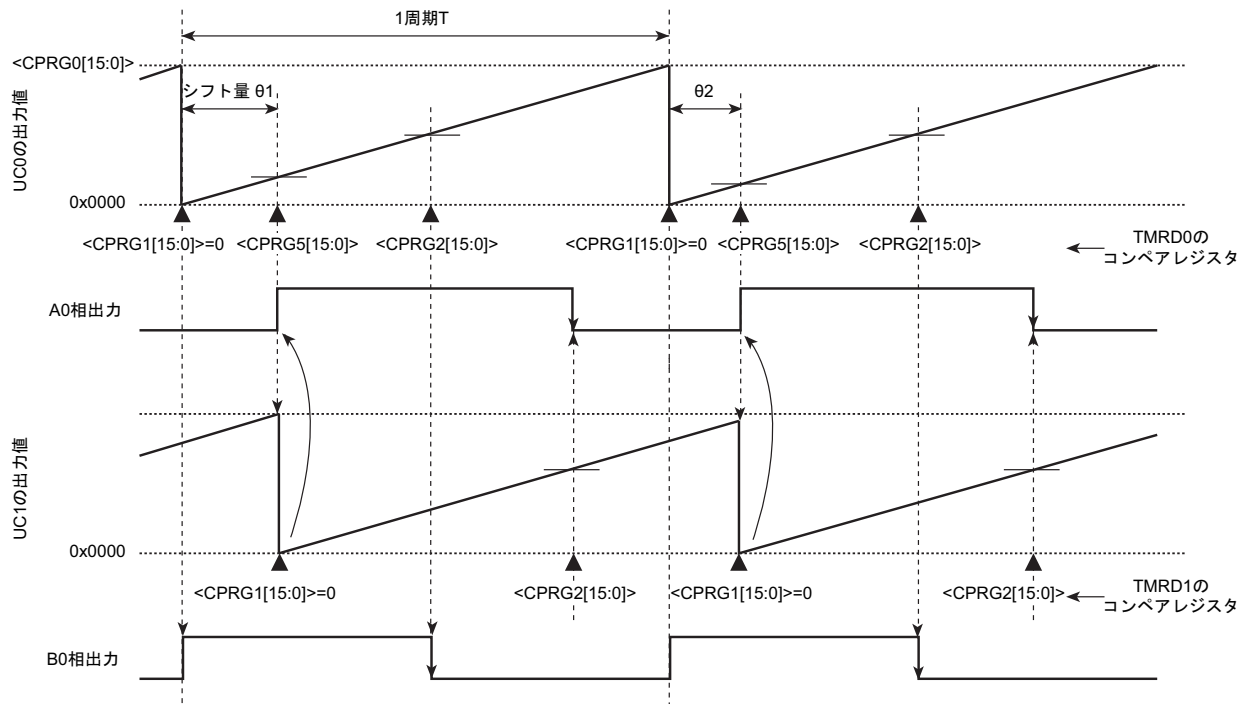 1周期T
<CPRG0[15:0]>
シフト量 θ1
θ2
UC0の出力値
0x0000
<CPRG1[15:0]>=0
<CPRG5[15:0]>
<CPRG2[15:0]>
<CPRG1[15:0]>=0
<CPRG5[15:0]>
<CPRG2[15:0]>
TMRD0の
コンペアレジスタ
A0相出力
UC1の出力値
0x0000
<CPRG1[15:0]>=0
<CPRG2[15:0]>
<CPRG1[15:0]>=0
<CPRG2[15:0]>
TMRD1の
コンペアレジスタ
B0相出力